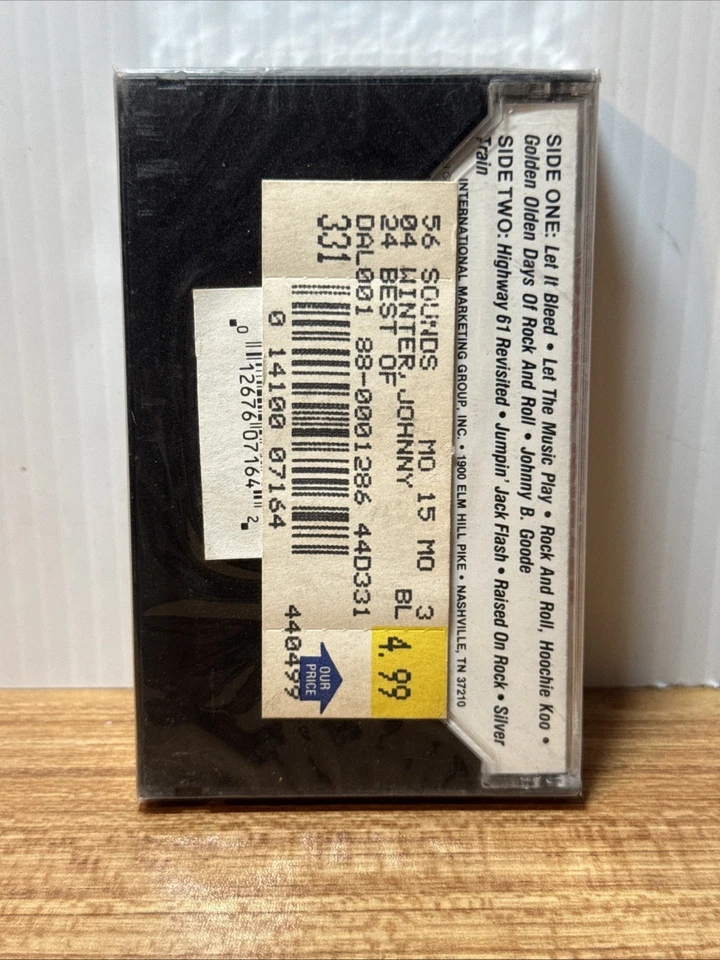 SIDE ONE: Let It Bleed • Let The Music Play • Rock And Roll, Hoochie Koo •
Golden Olden Days Of Rock And Roll • Johnny B. Goode
SIDE TWO: Highway 61 Revisited • Jumpin' Jack Flash • Raised On Rock • Silver
Train
INTERNATIONAL MARKETING GROUP, INC. • 1900 ELM HILL PIKE • NASHVILLE, TN 37210
56 SOUNDS MO 15 MO 3
04 WINTER, JOHNNY BL
24 BEST OF
DAL001 88-0001286 44D331
331
0 14100 07164
4.99
OUR
PRICE
440499
0 12676 07164 2